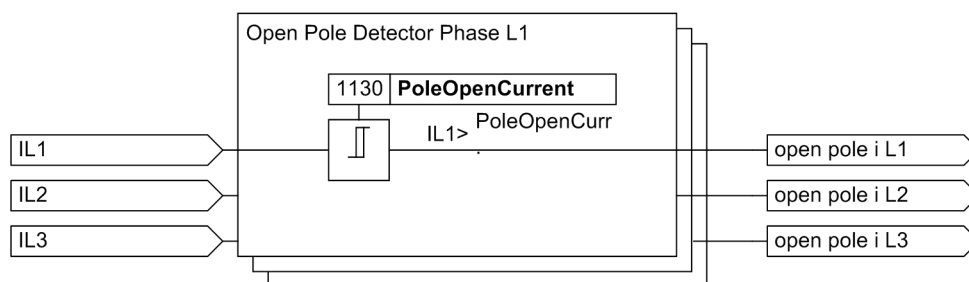 Open Pole Detector Phase L1
1130 PoleOpenCurrent
IL1> PoleOpenCurr.
IL1
open pole i L1
IL2
open pole i L2
IL3
open pole i L3